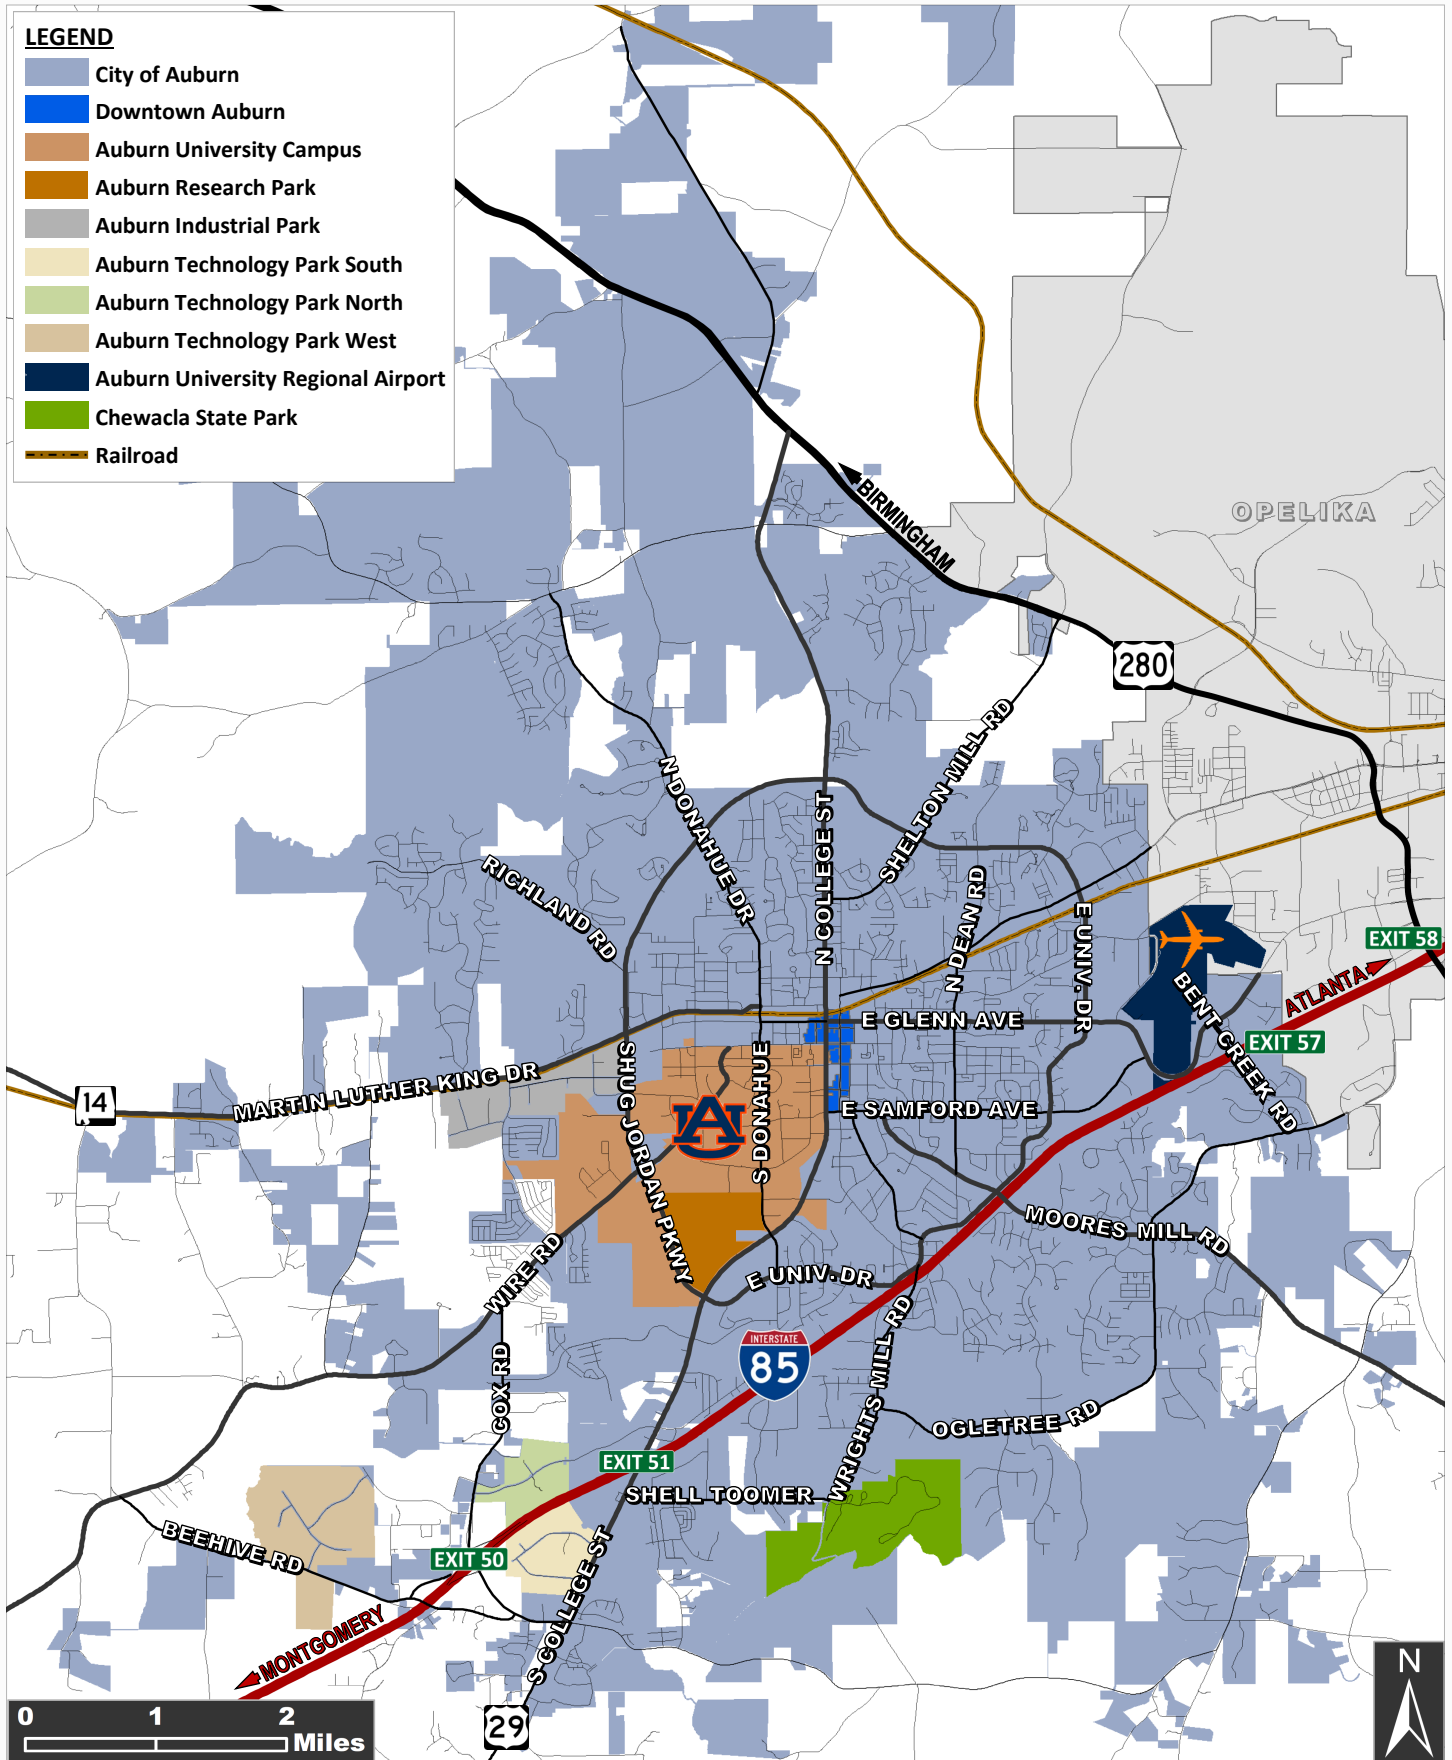 LEGEND
City of Auburn
Downtown Auburn
Auburn University Campus
Auburn Research Park
Auburn Industrial Park
Auburn Technology Park South
Auburn Technology Park North
Auburn Technology Park West
Auburn University Regional Airport
Chewacla State Park
Railroad
BIRMINGHAM
OPELIKA
280
SHELTON MILL RD
N DONAHUE DR
N COLLEGE ST
RICHLAND RD
N DEAN RD
E UNIV. DR
EXIT 58
ATLANTA
BENT CREEK RD
E GLENN AVE
EXIT 57
SHUG JORDAN PKWY
S DONAHUE
MARTIN LUTHER KING DR
14
AU
E SAMFORD AVE
MOORES MILL RD
WIRE RD
E UNIV. DR
INTERSTATE
85
WRIGHTS MILL RD
COX RD
OGLETREE RD
EXIT 51
SHELL TOOMER
BEEHIVE RD
EXIT 50
S COLLEGE ST
MONTGOMERY
29
0 1 2
Miles
N